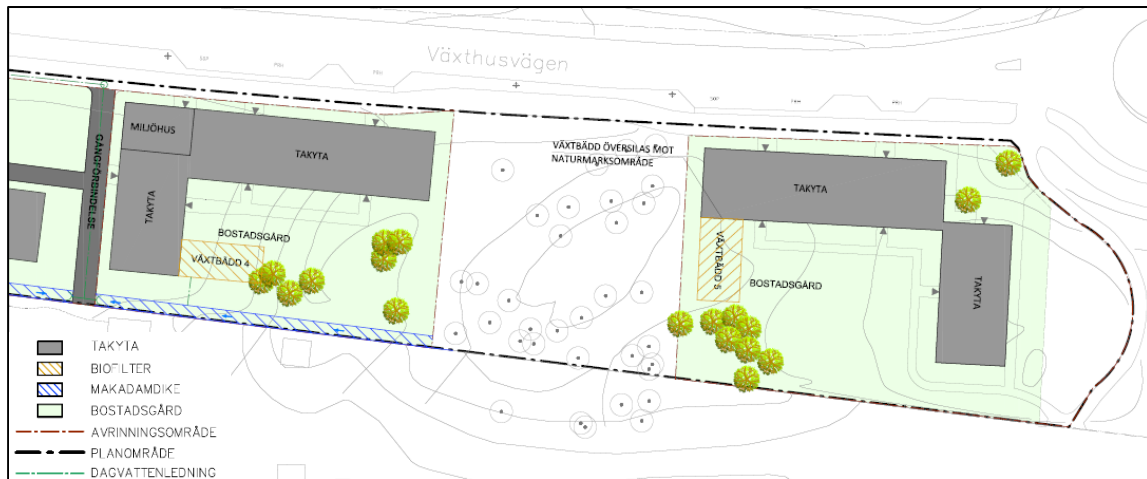 Växthusvägen
MILJÖHUS
TAKYTA
VÄXTBÄDD ÖVERSILAS MOT
NATURMARKSOMRÅDE
TAKYTA
GÅNGFÖRBINDELSE
TAKYTA
BOSTADSGÅRD
VÄXTBÄDD 4
VÄXTBÄDD 5
BOSTADSGÅRD
TAKYTA
TAKYTA
BIOFILTER
MAKADAMDIKE
BOSTADSGÅRD
AVRINNINGSOMRÅDE
PLANOMRÅDE
DAGVATTENLEDNING